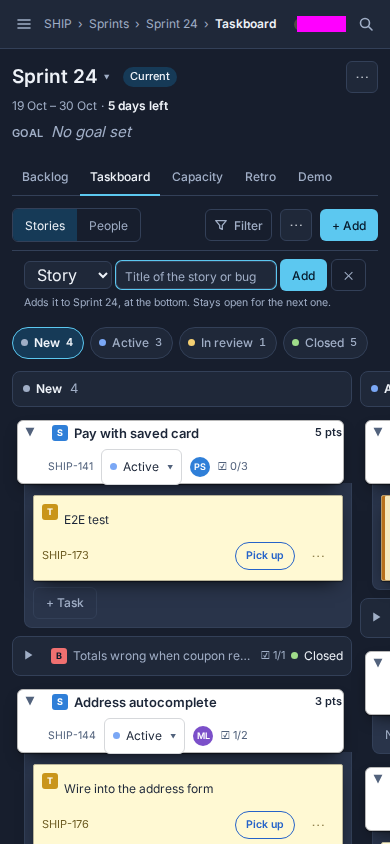 SHIP › Sprints › Sprint 24 › Taskboard
Sprint 24 Current
19 Oct – 30 Oct · 5 days left
GOAL No goal set
Backlog Taskboard Capacity Retro Demo
Stories People Filter + Add
Story Title of the story or bug Add
Adds it to Sprint 24, at the bottom. Stays open for the next one.
New 4 Active 3 In review 1 Closed 5
New 4
S Pay with saved card 5 pts
SHIP-141 Active PS 0/3
T E2E test
SHIP-173 Pick up ...
+ Task
B Totals wrong when coupon re... 1/1 Closed
S Address autocomplete 3 pts
SHIP-144 Active ML 1/2
T Wire into the address form
SHIP-176 Pick up ...